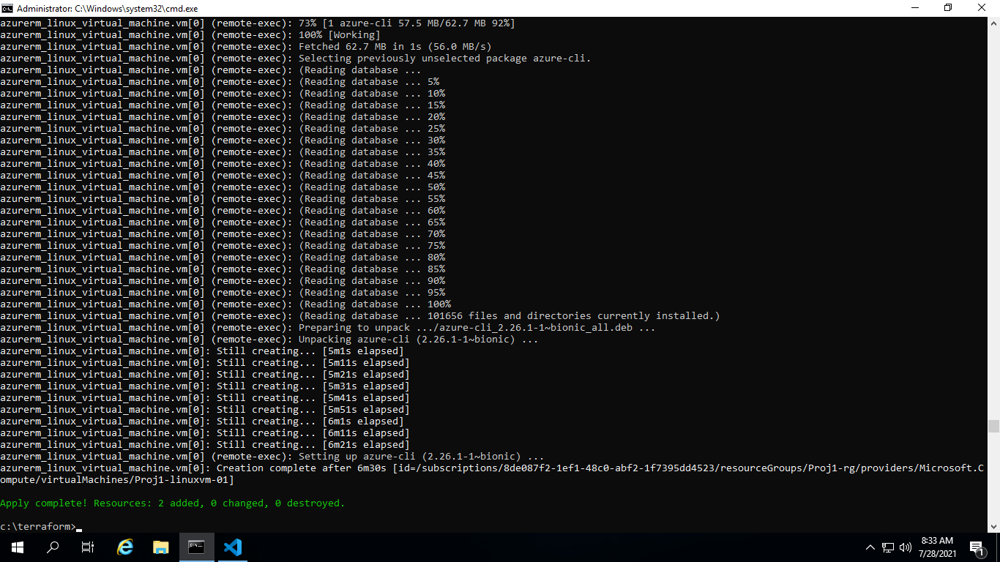 Administrator: C:\Windows\system32\cmd.exe
azurerm_linux_virtual_machine.vm[0] (remote-exec): 73% [1 azure-cli 57.5 MB/62.7 MB 92%]
azurerm_linux_virtual_machine.vm[0] (remote-exec): 100% [Working]
azurerm_linux_virtual_machine.vm[0] (remote-exec): Fetched 62.7 MB in 1s (56.0 MB/s)
azurerm_linux_virtual_machine.vm[0] (remote-exec): Selecting previously unselected package azure-cli.
azurerm_linux_virtual_machine.vm[0] (remote-exec): (Reading database ...
azurerm_linux_virtual_machine.vm[0] (remote-exec): (Reading database ... 5%
azurerm_linux_virtual_machine.vm[0] (remote-exec): (Reading database ... 10%
azurerm_linux_virtual_machine.vm[0] (remote-exec): (Reading database ... 15%
azurerm_linux_virtual_machine.vm[0] (remote-exec): (Reading database ... 20%
azurerm_linux_virtual_machine.vm[0] (remote-exec): (Reading database ... 25%
azurerm_linux_virtual_machine.vm[0] (remote-exec): (Reading database ... 30%
azurerm_linux_virtual_machine.vm[0] (remote-exec): (Reading database ... 35%
azurerm_linux_virtual_machine.vm[0] (remote-exec): (Reading database ... 40%
azurerm_linux_virtual_machine.vm[0] (remote-exec): (Reading database ... 45%
azurerm_linux_virtual_machine.vm[0] (remote-exec): (Reading database ... 50%
azurerm_linux_virtual_machine.vm[0] (remote-exec): (Reading database ... 55%
azurerm_linux_virtual_machine.vm[0] (remote-exec): (Reading database ... 60%
azurerm_linux_virtual_machine.vm[0] (remote-exec): (Reading database ... 65%
azurerm_linux_virtual_machine.vm[0] (remote-exec): (Reading database ... 70%
azurerm_linux_virtual_machine.vm[0] (remote-exec): (Reading database ... 75%
azurerm_linux_virtual_machine.vm[0] (remote-exec): (Reading database ... 80%
azurerm_linux_virtual_machine.vm[0] (remote-exec): (Reading database ... 85%
azurerm_linux_virtual_machine.vm[0] (remote-exec): (Reading database ... 90%
azurerm_linux_virtual_machine.vm[0] (remote-exec): (Reading database ... 95%
azurerm_linux_virtual_machine.vm[0] (remote-exec): (Reading database ... 100%
azurerm_linux_virtual_machine.vm[0] (remote-exec): (Reading database ... 101656 files and directories currently installed.)
azurerm_linux_virtual_machine.vm[0] (remote-exec): Preparing to unpack .../azure-cli_2.26.1-1~bionic_all.deb ...
azurerm_linux_virtual_machine.vm[0] (remote-exec): Unpacking azure-cli (2.26.1-1~bionic) ...
azurerm_linux_virtual_machine.vm[0]: Still creating... [5m1s elapsed]
azurerm_linux_virtual_machine.vm[0]: Still creating... [5m11s elapsed]
azurerm_linux_virtual_machine.vm[0]: Still creating... [5m21s elapsed]
azurerm_linux_virtual_machine.vm[0]: Still creating... [5m31s elapsed]
azurerm_linux_virtual_machine.vm[0]: Still creating... [5m41s elapsed]
azurerm_linux_virtual_machine.vm[0]: Still creating... [5m51s elapsed]
azurerm_linux_virtual_machine.vm[0]: Still creating... [6m1s elapsed]
azurerm_linux_virtual_machine.vm[0]: Still creating... [6m11s elapsed]
azurerm_linux_virtual_machine.vm[0]: Still creating... [6m21s elapsed]
azurerm_linux_virtual_machine.vm[0] (remote-exec): Setting up azure-cli (2.26.1-1~bionic) ...
azurerm_linux_virtual_machine.vm[0]: Creation complete after 6m30s [id=/subscriptions/8de087f2-1ef1-48c0-abf2-1f7395dd4523/resourceGroups/Proj1-rg/providers/Microsoft.C
ompute/virtualMachines/Proj1-linuxvm-01]
Apply complete! Resources: 2 added, 0 changed, 0 destroyed.
c:\terraform>
8:33 AM
7/28/2021
1